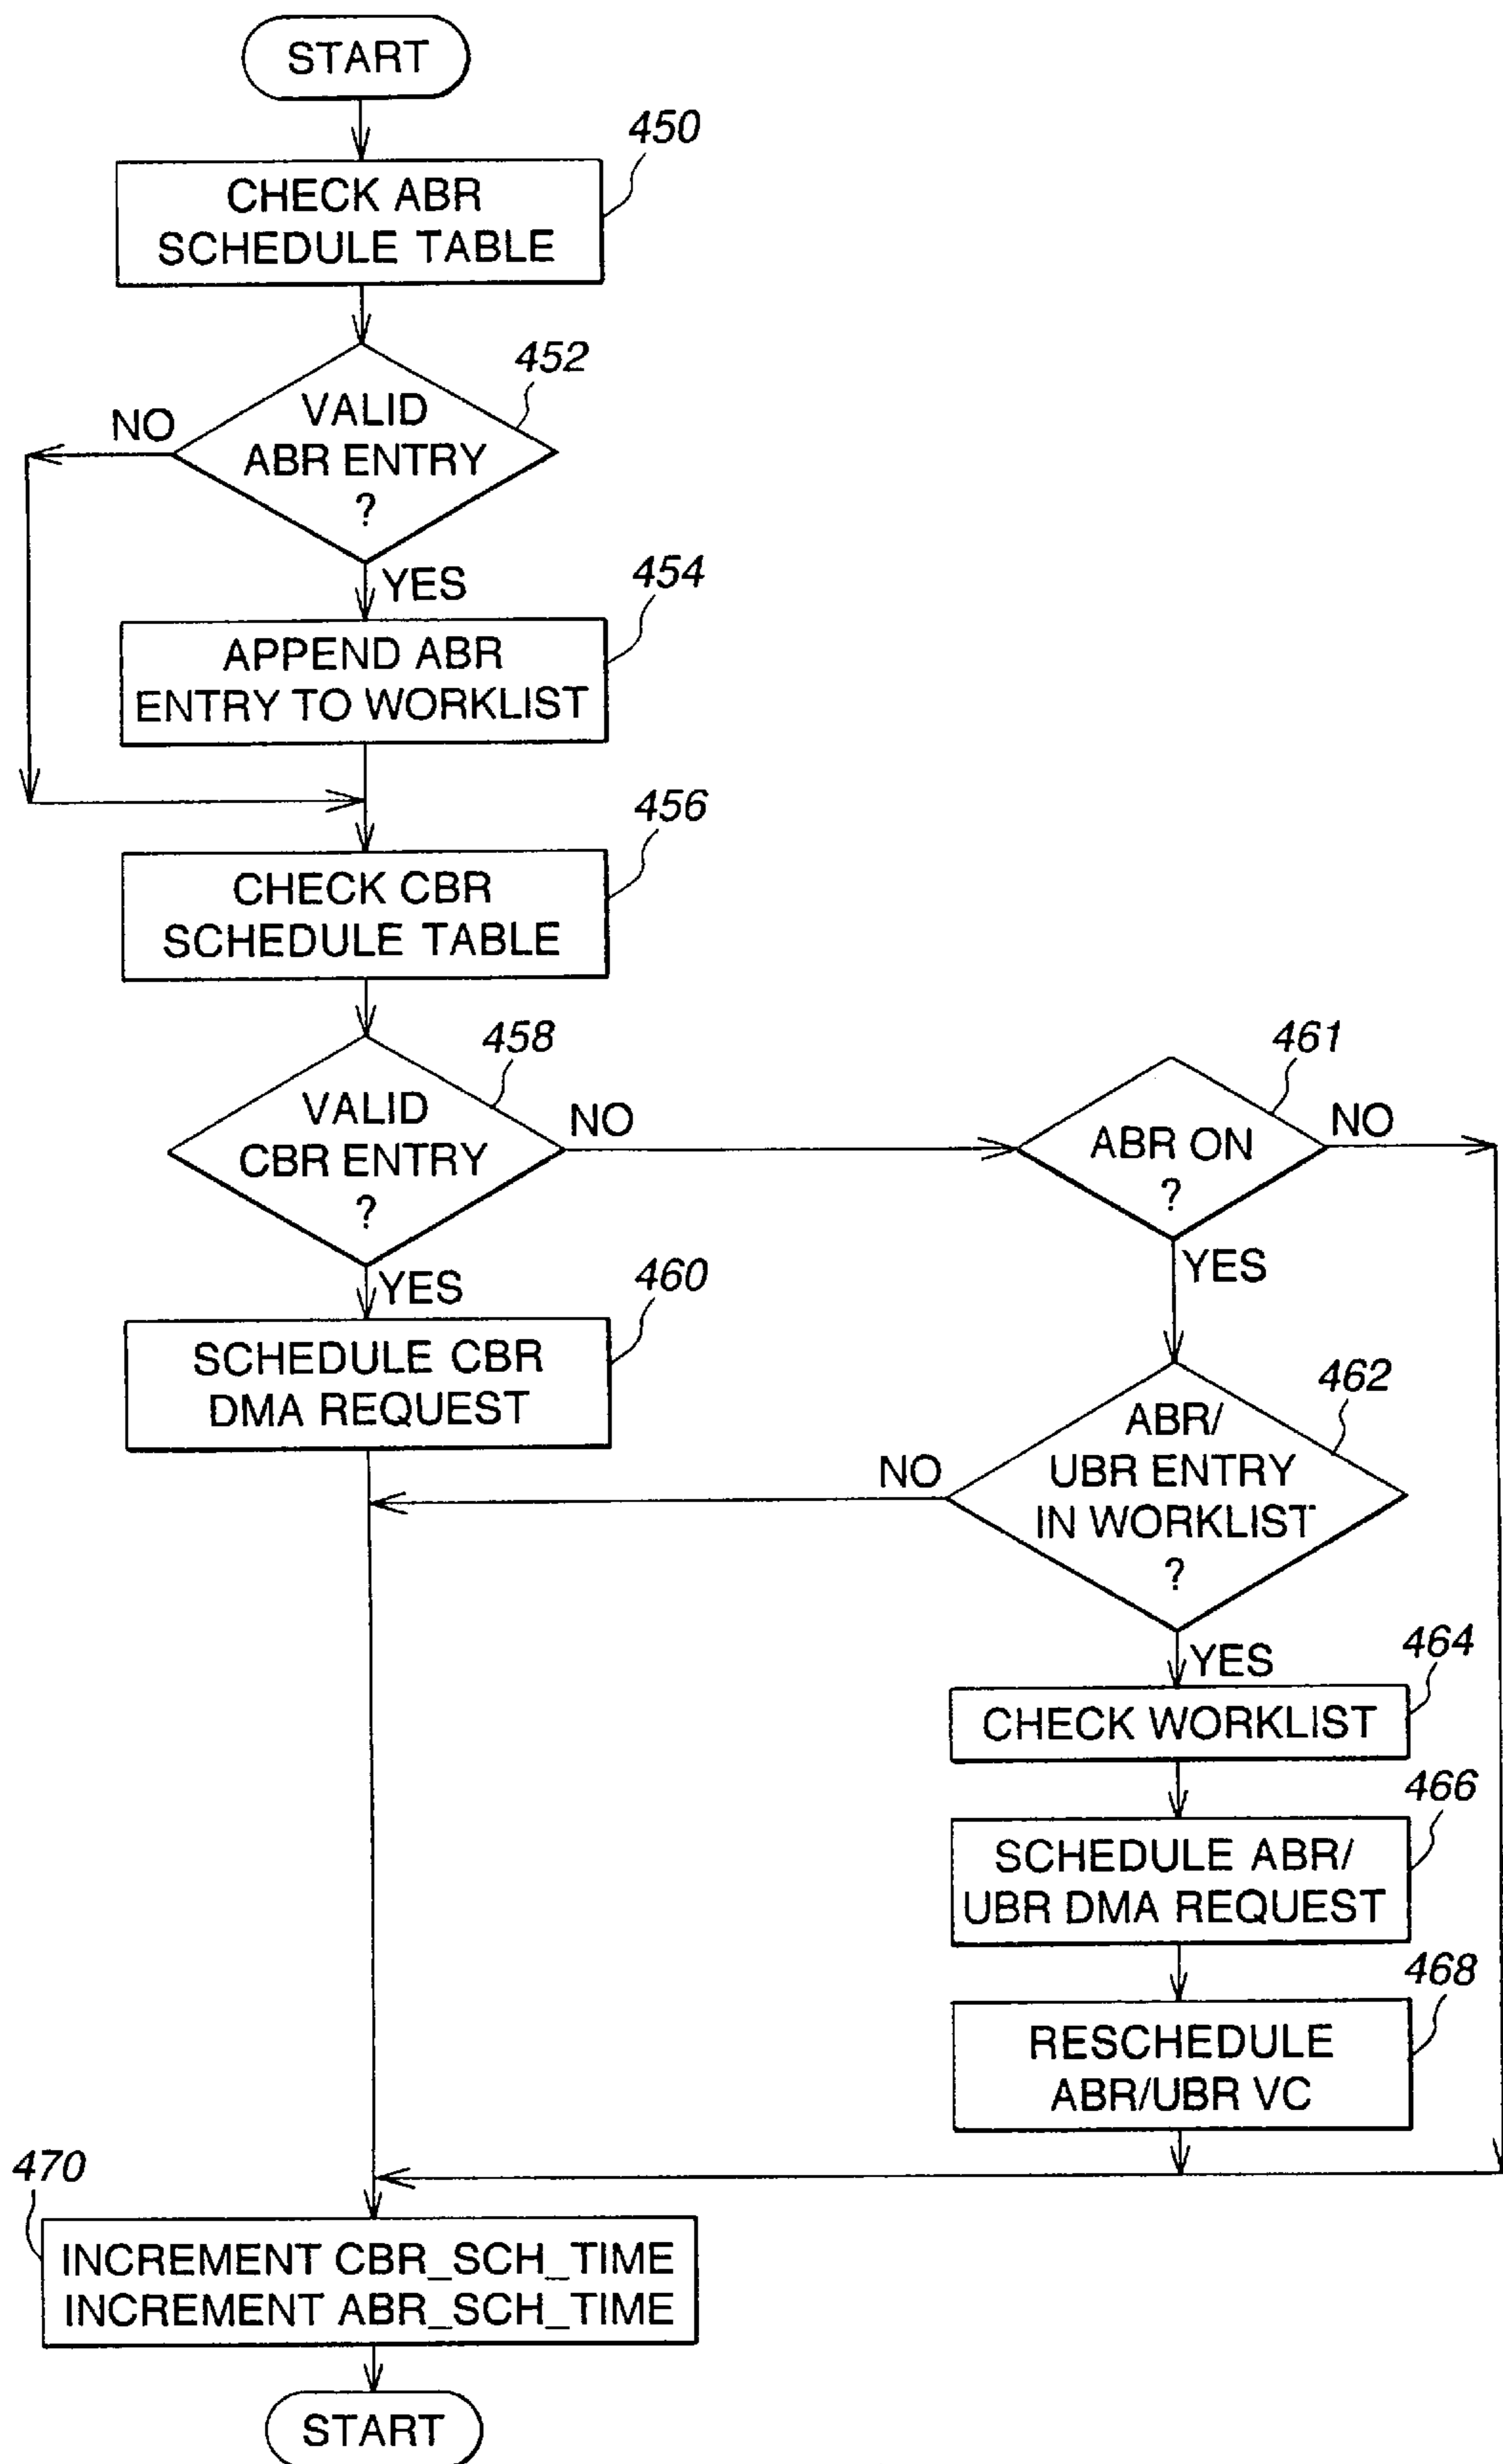 START
450
CHECK ABR
SCHEDULE TABLE
452
VALID
ABR ENTRY
?
NO
YES
454
APPEND ABR
ENTRY TO WORKLIST
456
CHECK CBR
SCHEDULE TABLE
458
VALID
CBR ENTRY
?
NO
YES
461
ABR ON
?
NO
YES
460
SCHEDULE CBR
DMA REQUEST
462
ABR/
UBR ENTRY
IN WORKLIST
?
NO
YES
464
CHECK WORKLIST
466
SCHEDULE ABR/
UBR DMA REQUEST
468
RESCHEDULE
ABR/UBR VC
470
INCREMENT CBR_SCH_TIME
INCREMENT ABR_SCH_TIME
START